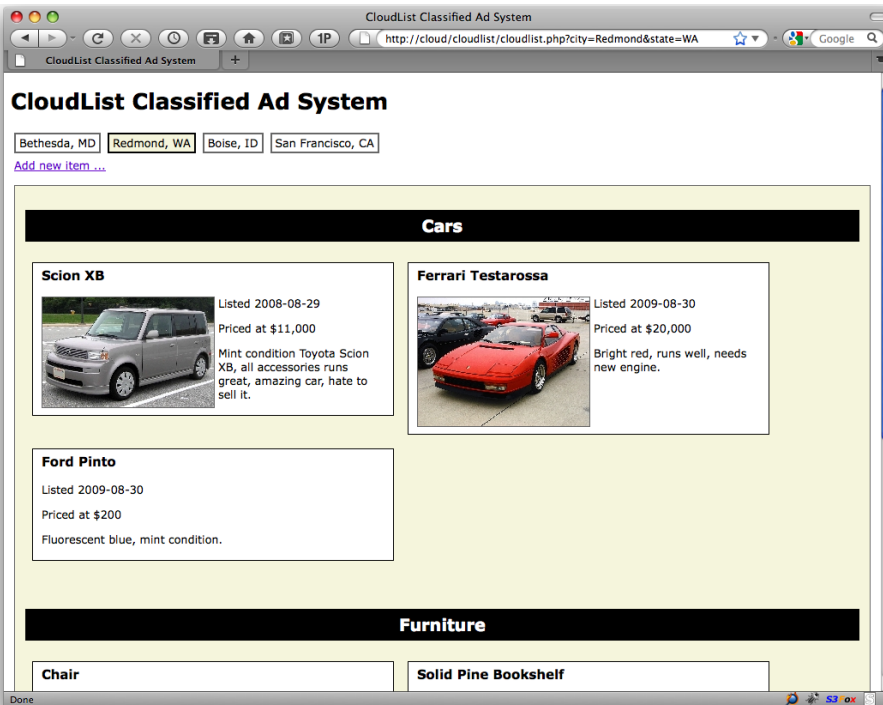 CloudList Classified Ad System
1P
http://cloud/cloudlist/cloudlist.php?city=Redmond&state=WA
Google
CloudList Classified Ad System
+
CloudList Classified Ad System
Bethesda, MD
Redmond, WA
Boise, ID
San Francisco, CA
Add new item ...
Cars
Scion XB
Listed 2008-08-29
Priced at $11,000
Mint condition Toyota Scion
XB, all accessories runs
great, amazing car, hate to
sell it.
Ferrari Testarossa
Listed 2009-08-30
Priced at $20,000
Bright red, runs well, needs
new engine.
Ford Pinto
Listed 2009-08-30
Priced at $200
Fluorescent blue, mint condition.
Furniture
Chair
Solid Pine Bookshelf
Done